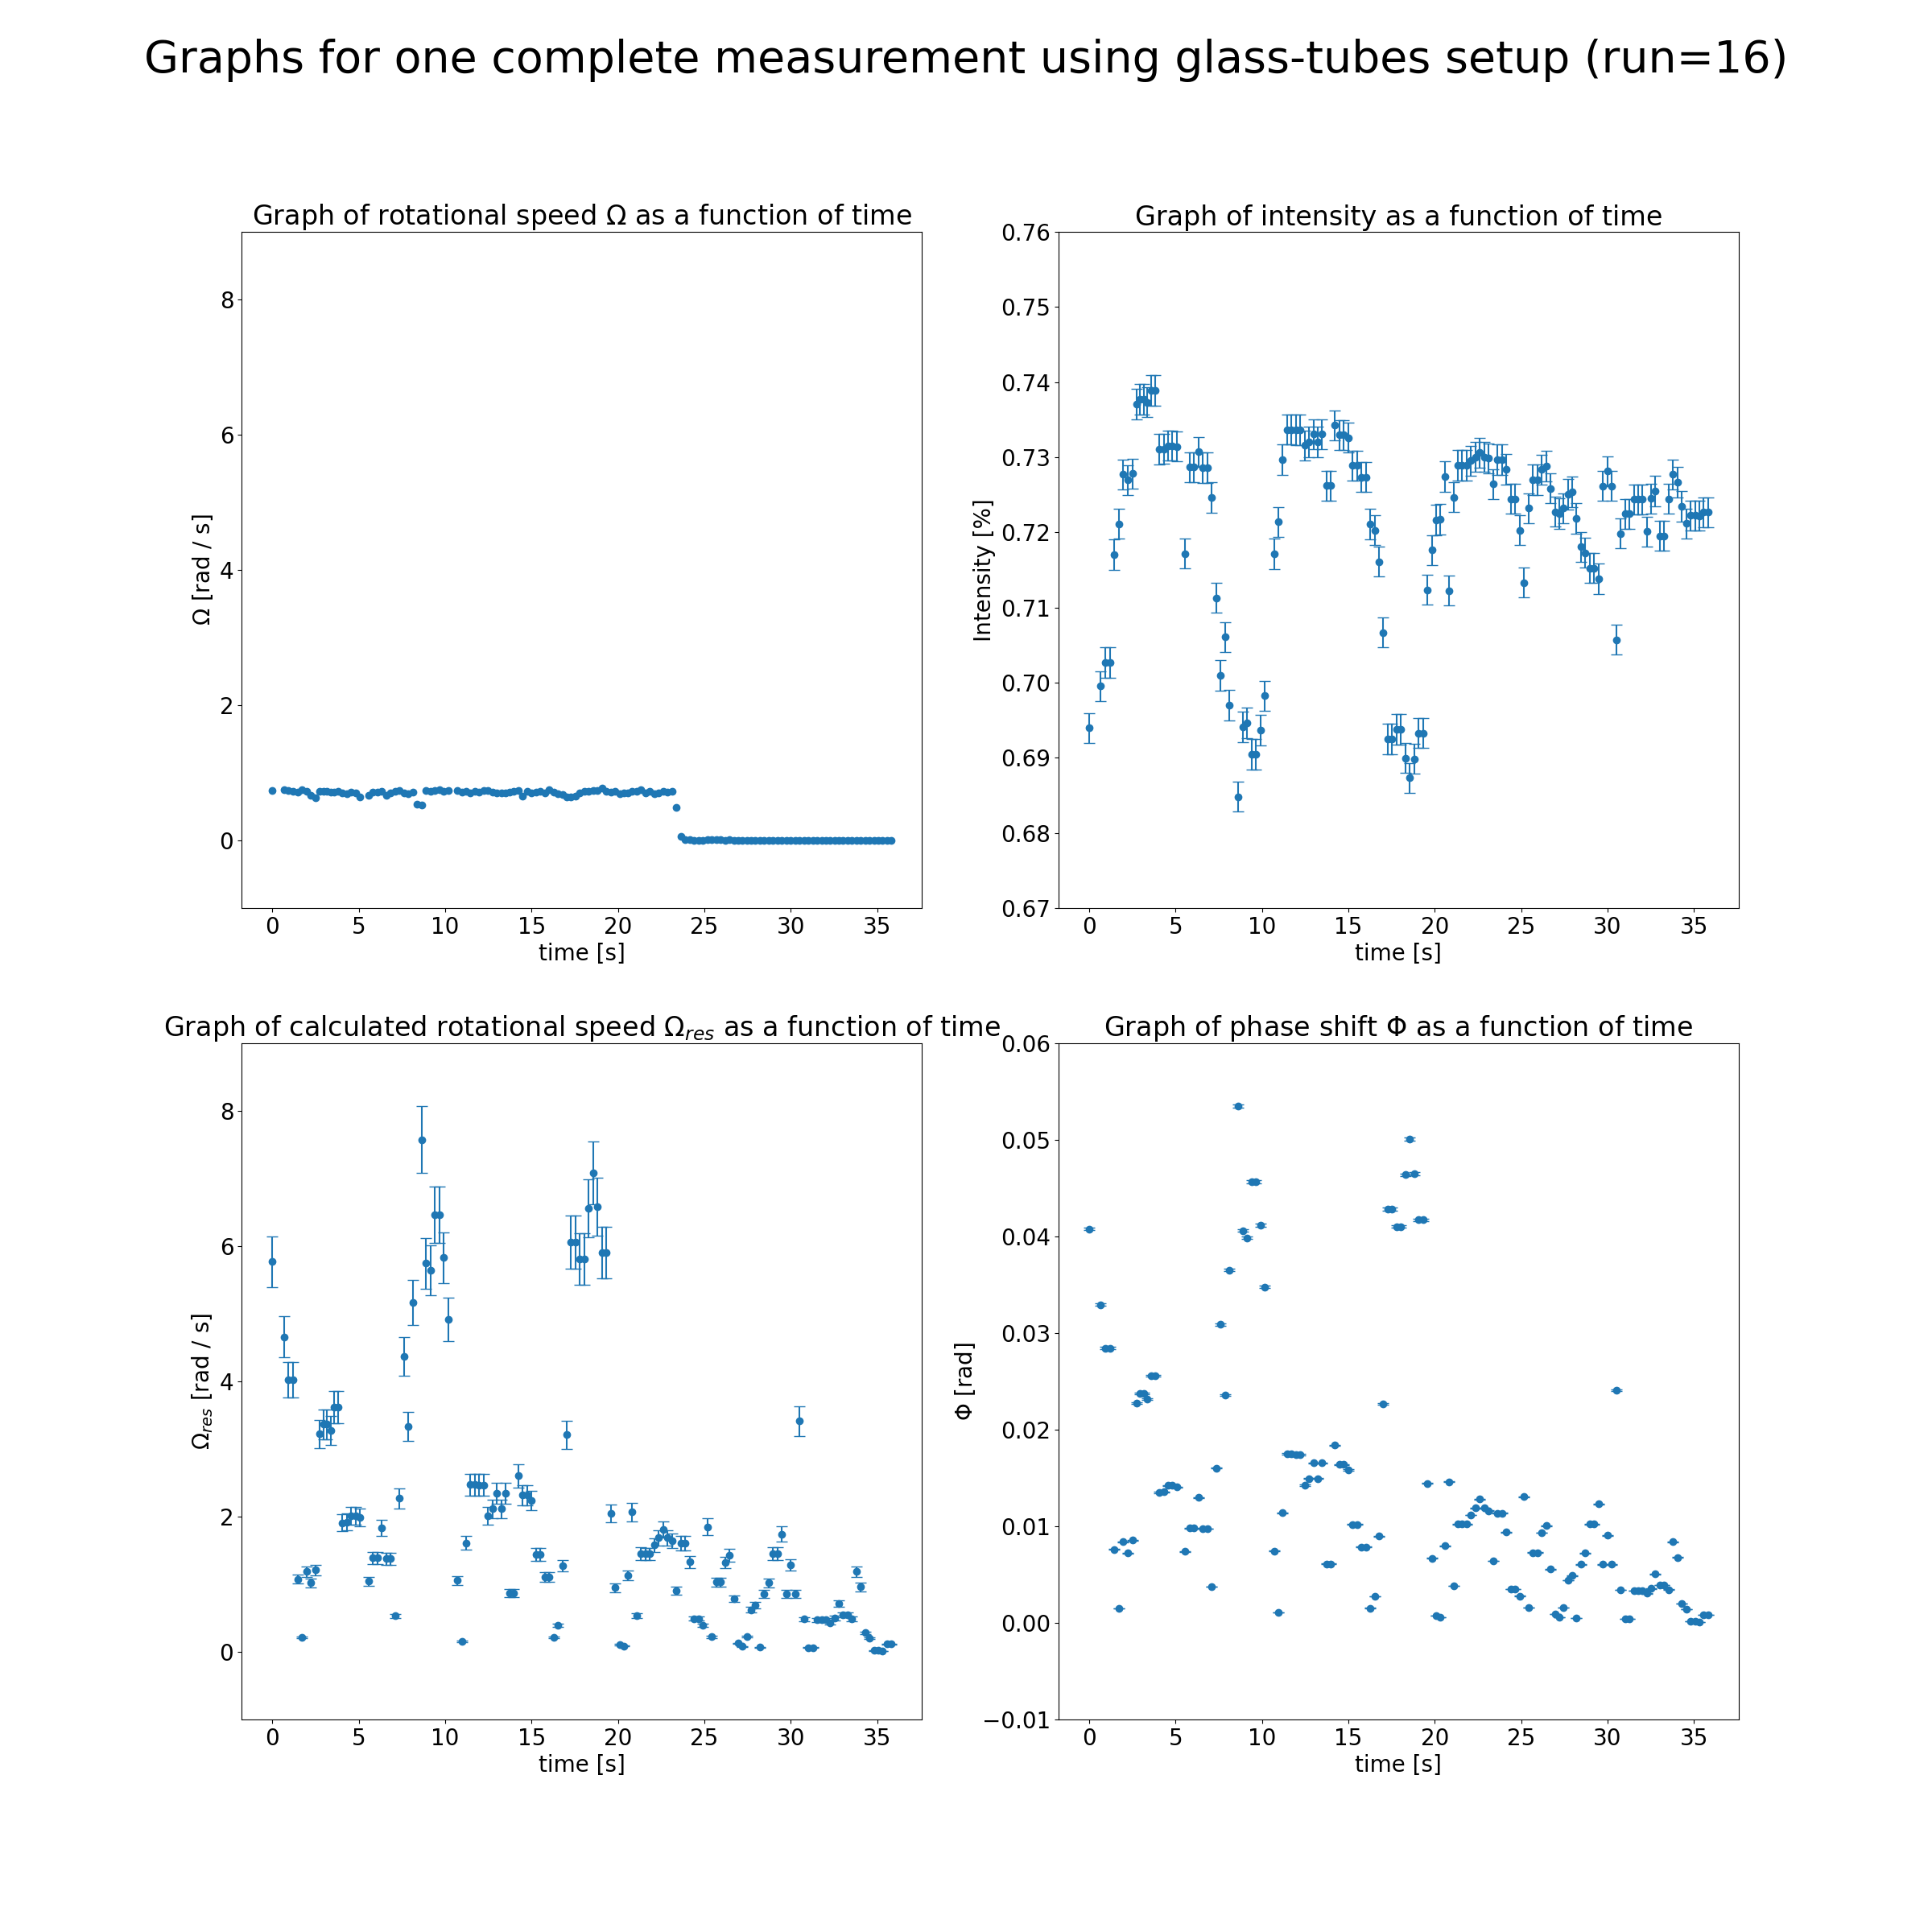 Graphs for one complete measurement using glass-tubes setup (run=16)
Graph of rotational speed Ω as a function of time
8
6
4
2
0
Ω [rad / s]
0 5 10 15 20 25 30 35
time [s]
Graph of intensity as a function of time
0.76
0.75
0.74
0.73
0.72
0.71
0.70
0.69
0.68
0.67
Intensity [%]
0 5 10 15 20 25 30 35
time [s]
Graph of calculated rotational speed Ω_res as a function of time
8
6
4
2
0
Ω_res [rad / s]
0 5 10 15 20 25 30 35
time [s]
Graph of phase shift Φ as a function of time
0.06
0.05
0.04
0.03
0.02
0.01
0.00
−0.01
Φ [rad]
0 5 10 15 20 25 30 35
time [s]